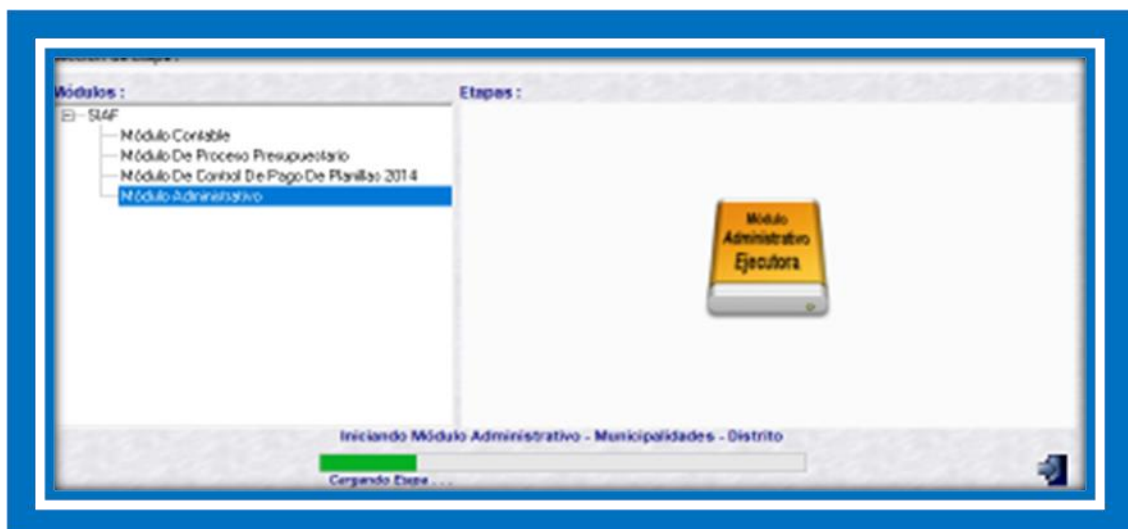 Módulos :
Etapas :
SIAF
Módulo Contable
Módulo De Proceso Presupuestario
Módulo De Control De Pago De Planillas 2014
Módulo Administrativo
Módulo
Administrativo
Ejecutora
Iniciando Módulo Administrativo - Municipalidades - Distrito
Cargando Etapa . . .